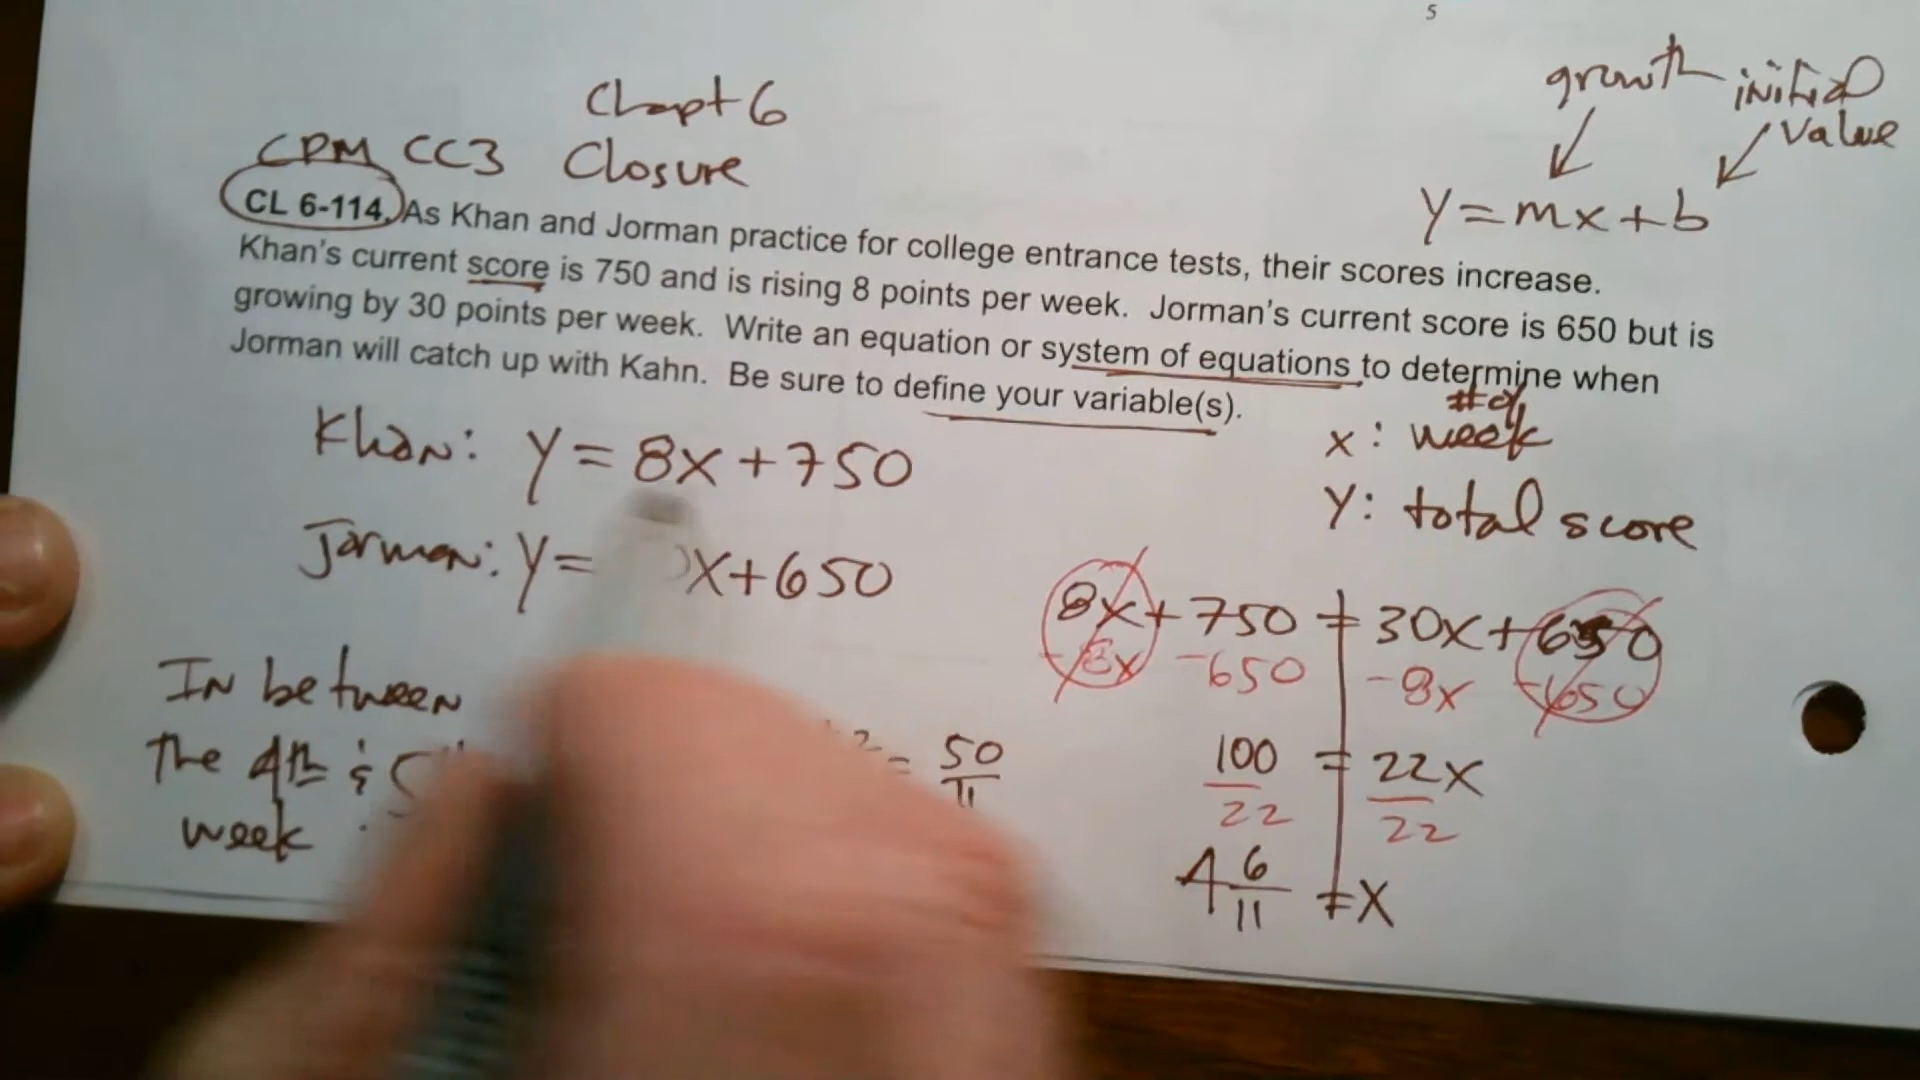 5
growth initial
value
y=mx+b
Chapt 6
CPM CC3 Closure
CL 6-114. As Khan and Jorman practice for college entrance tests, their scores increase.
Khan's current score is 750 and is rising 8 points per week. Jorman's current score is 650 but is
growing by 30 points per week. Write an equation or system of equations to determine when
Jorman will catch up with Kahn. Be sure to define your variable(s).
Khan: y=8x+750
Jorman: y= x+650
# of
x: week
y: total score
8x+750=30x+650
-8x -650 -8x -650
100 = 22x
22 22
4 6/11 = x
= 50/11
In between
the 4th &
week